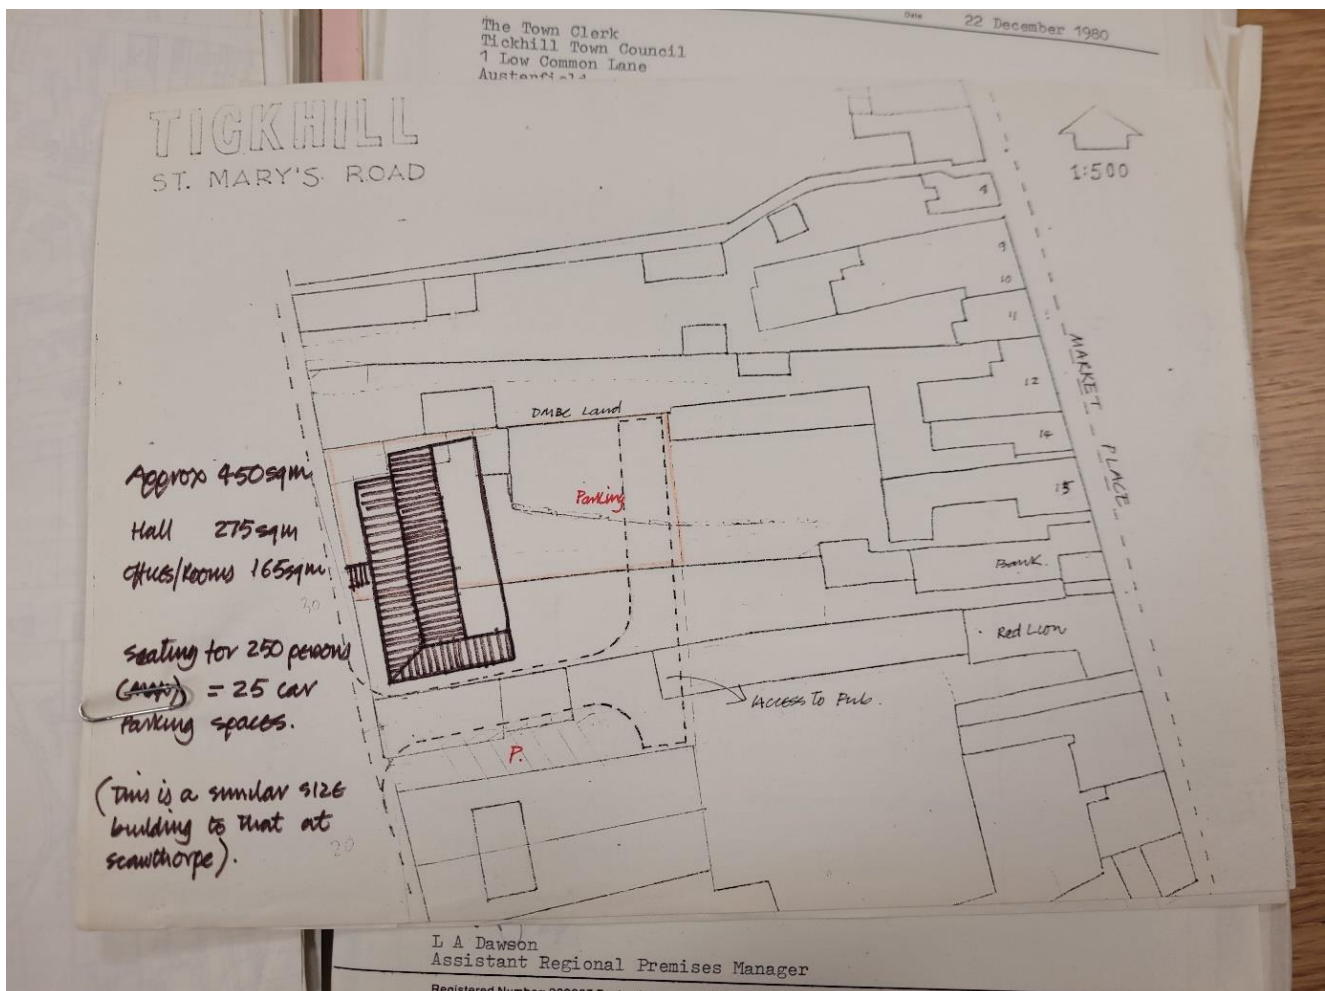 Date
22 December 1980
The Town Clerk
Tickhill Town Council
1 Low Common Lane
Austerfield
TICKHILL
ST. MARY'S ROAD
1:500
9
10
11
12
14
15
MARKET PLACE
DMBC Land
Parking
Bank.
Red Lion
Access to Pub.
P.
Approx 450sqm
Hall 275sqm
Offices/Rooms 165sqm
30
Seating for 250 persons
= 25 car
Parking spaces.
20
(This is a similar size
building to that at
scawthorpe).
L A Dawson
Assistant Regional Premises Manager
Registered Number